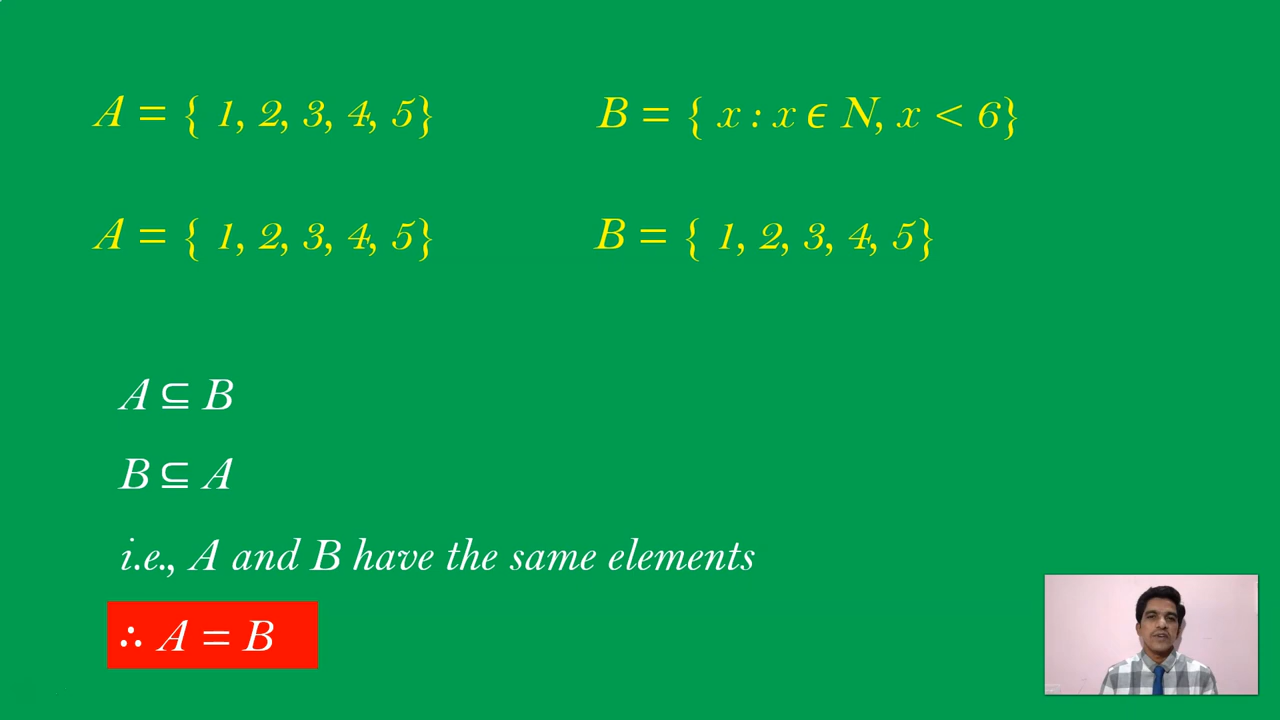 A = { 1, 2, 3, 4, 5} B = { x : x ϵ N, x < 6}
A = { 1, 2, 3, 4, 5} B = { 1, 2, 3, 4, 5}
A ⊆ B
B ⊆ A
i.e., A and B have the same elements
∴ A = B